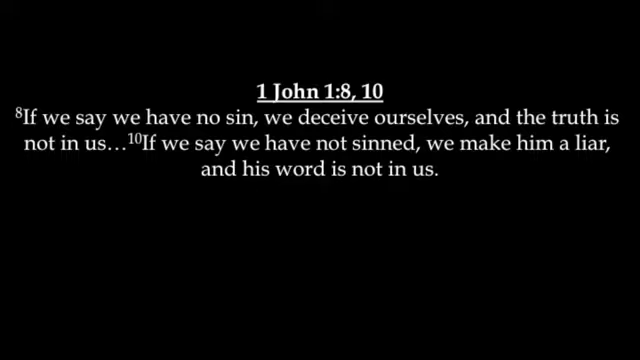 1 John 1:8, 10
⁸If we say we have no sin, we deceive ourselves, and the truth is
not in us…¹⁰If we say we have not sinned, we make him a liar,
and his word is not in us.